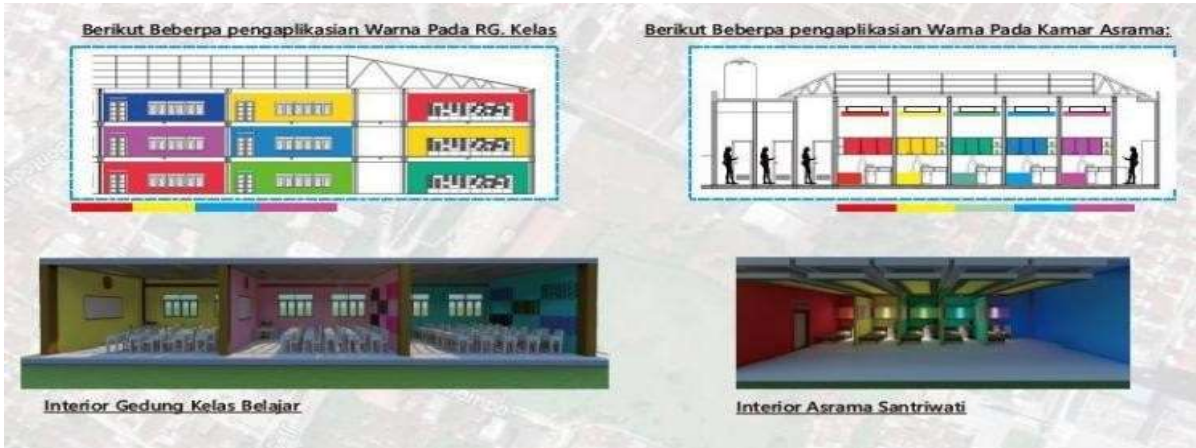 Berikut Beberpa pengaplikasian Warna Pada RG. Kelas
Berikut Beberpa pengaplikasian Warna Pada Kamar Asrama:
Interior Gedung Kelas Belajar
Interior Asrama Santriwati